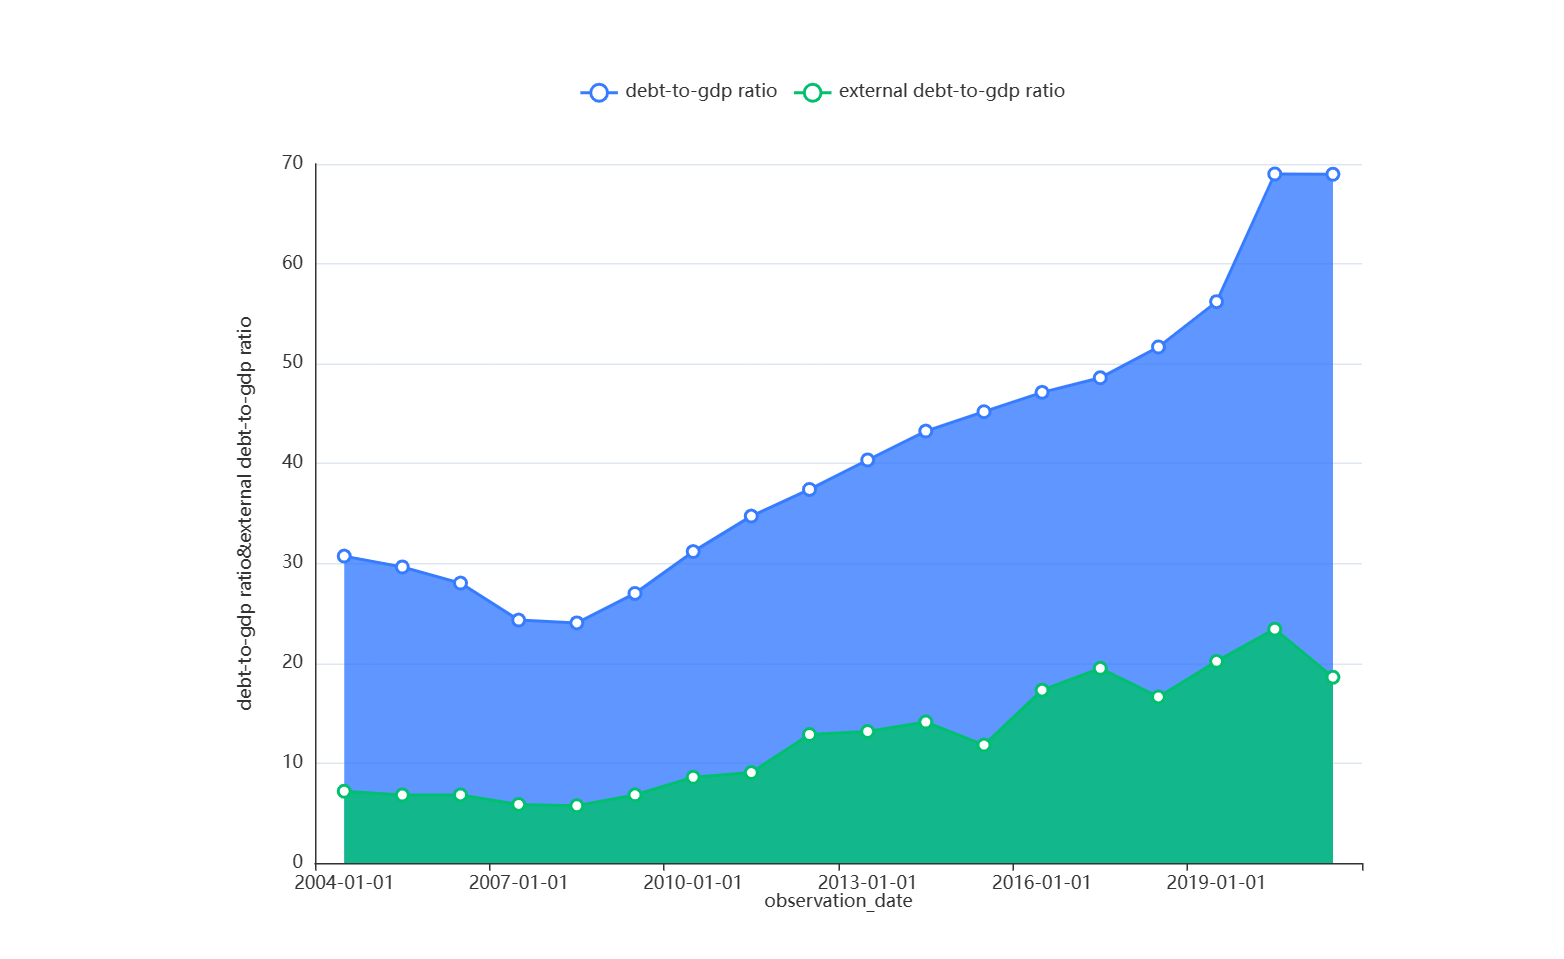 debt-to-gdp ratio external debt-to-gdp ratio
70
60
50
40
30
20
10
0
debt-to-gdp ratio&external debt-to-gdp ratio
2004-01-01 2007-01-01 2010-01-01 2013-01-01 2016-01-01 2019-01-01
observation_date